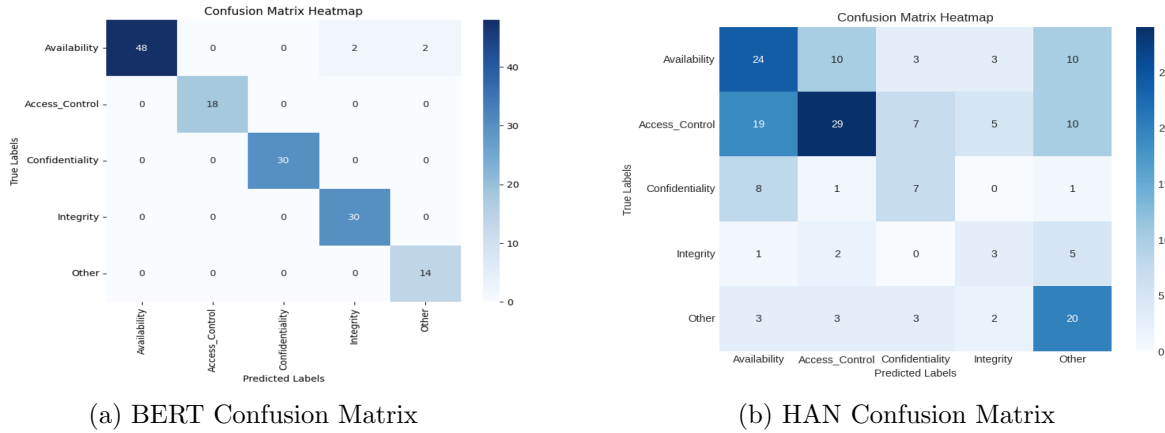 Confusion Matrix Heatmap
Availability 48 0 0 2 2
Access_Control 0 18 0 0 0
Confidentiality 0 0 30 0 0
Integrity 0 0 0 30 0
Other 0 0 0 0 14
True Labels
Availability Access_Control Confidentiality Integrity Other
Predicted Labels
40
30
20
10
0
(a) BERT Confusion Matrix
Confusion Matrix Heatmap
Availability 24 10 3 3 10
Access_Control 19 29 7 5 10
Confidentiality 8 1 7 0 1
Integrity 1 2 0 3 5
Other 3 3 3 2 20
True Labels
Availability Access_Control Confidentiality Integrity Other
Predicted Labels
15
10
5
0
(b) HAN Confusion Matrix